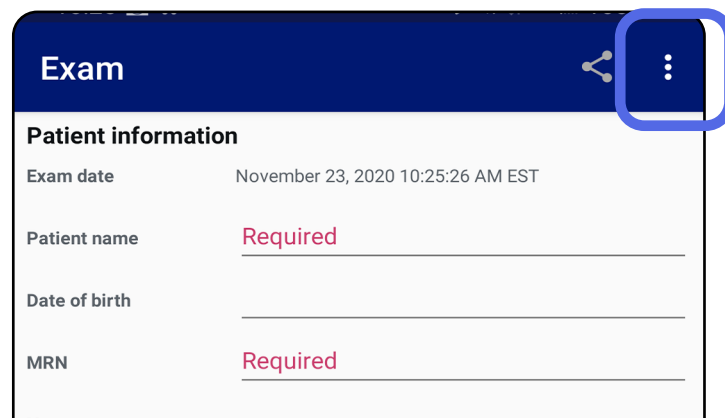 Exam
Patient information
Exam date November 23, 2020 10:25:26 AM EST
Patient name Required
Date of birth
MRN Required